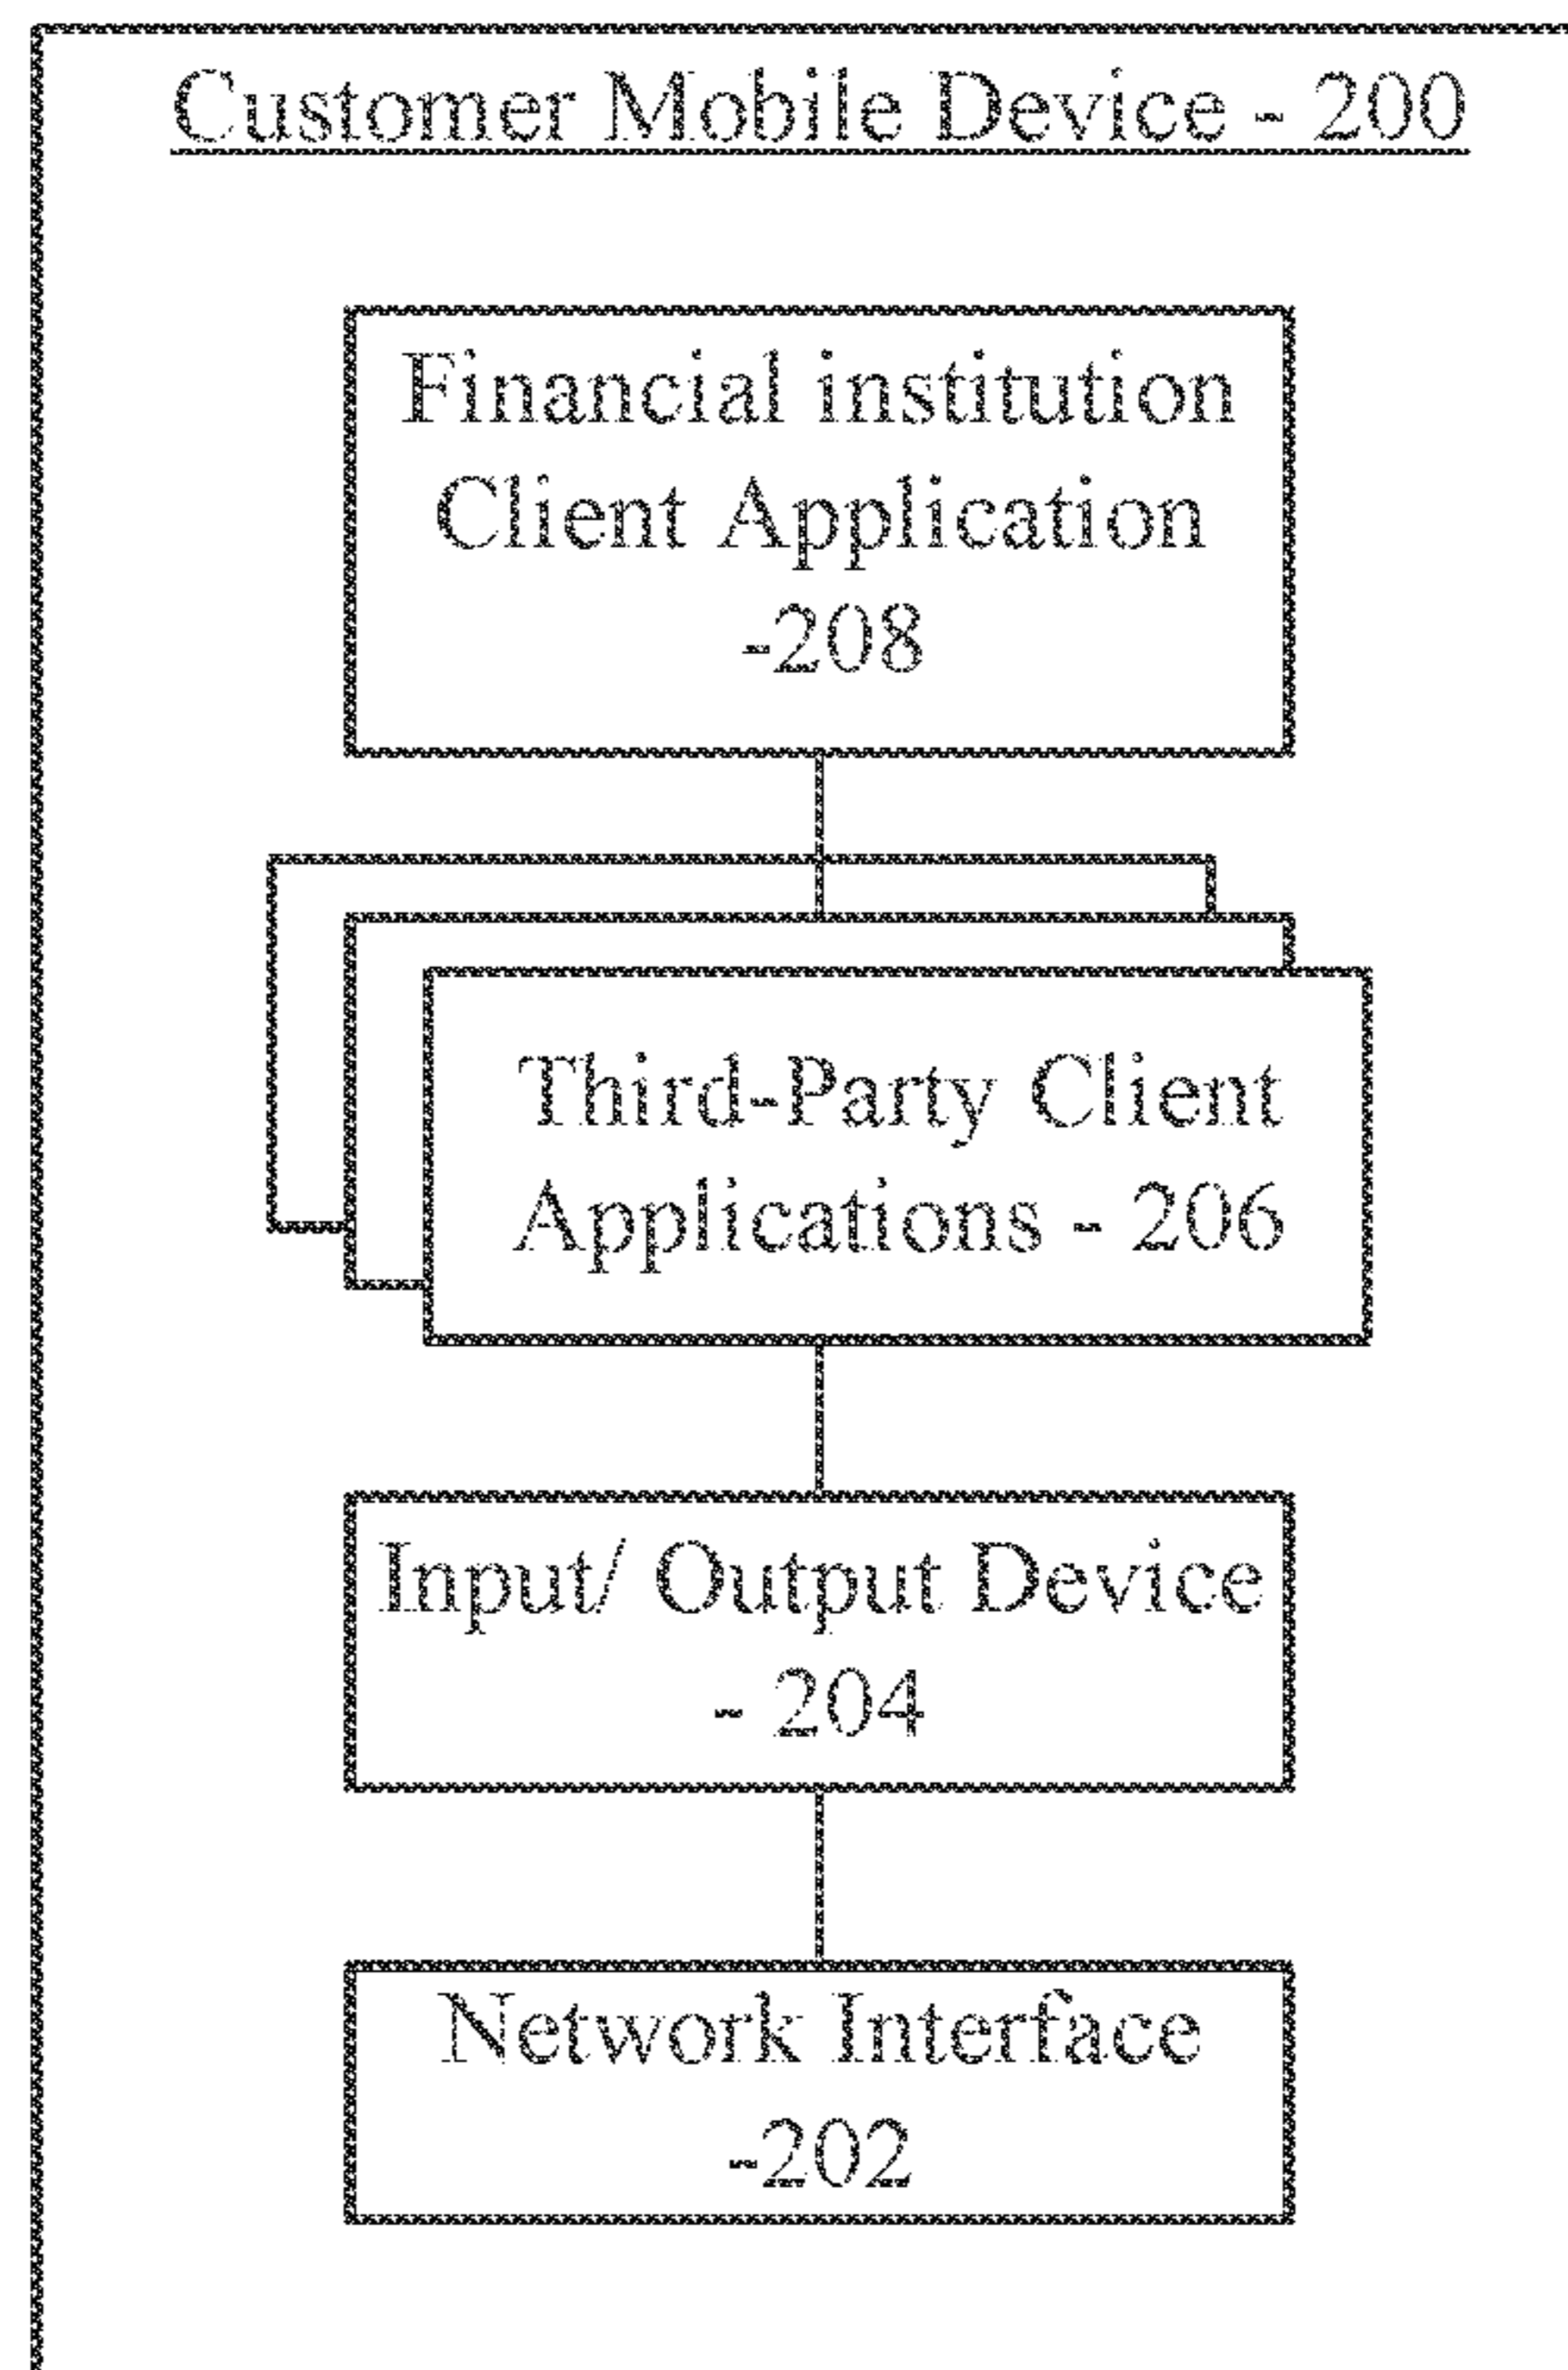 Customer Mobile Device - 200
Financial institution
Client Application
-208
Third-Party Client
Applications - 206
Input/ Output Device
- 204
Network Interface
-202